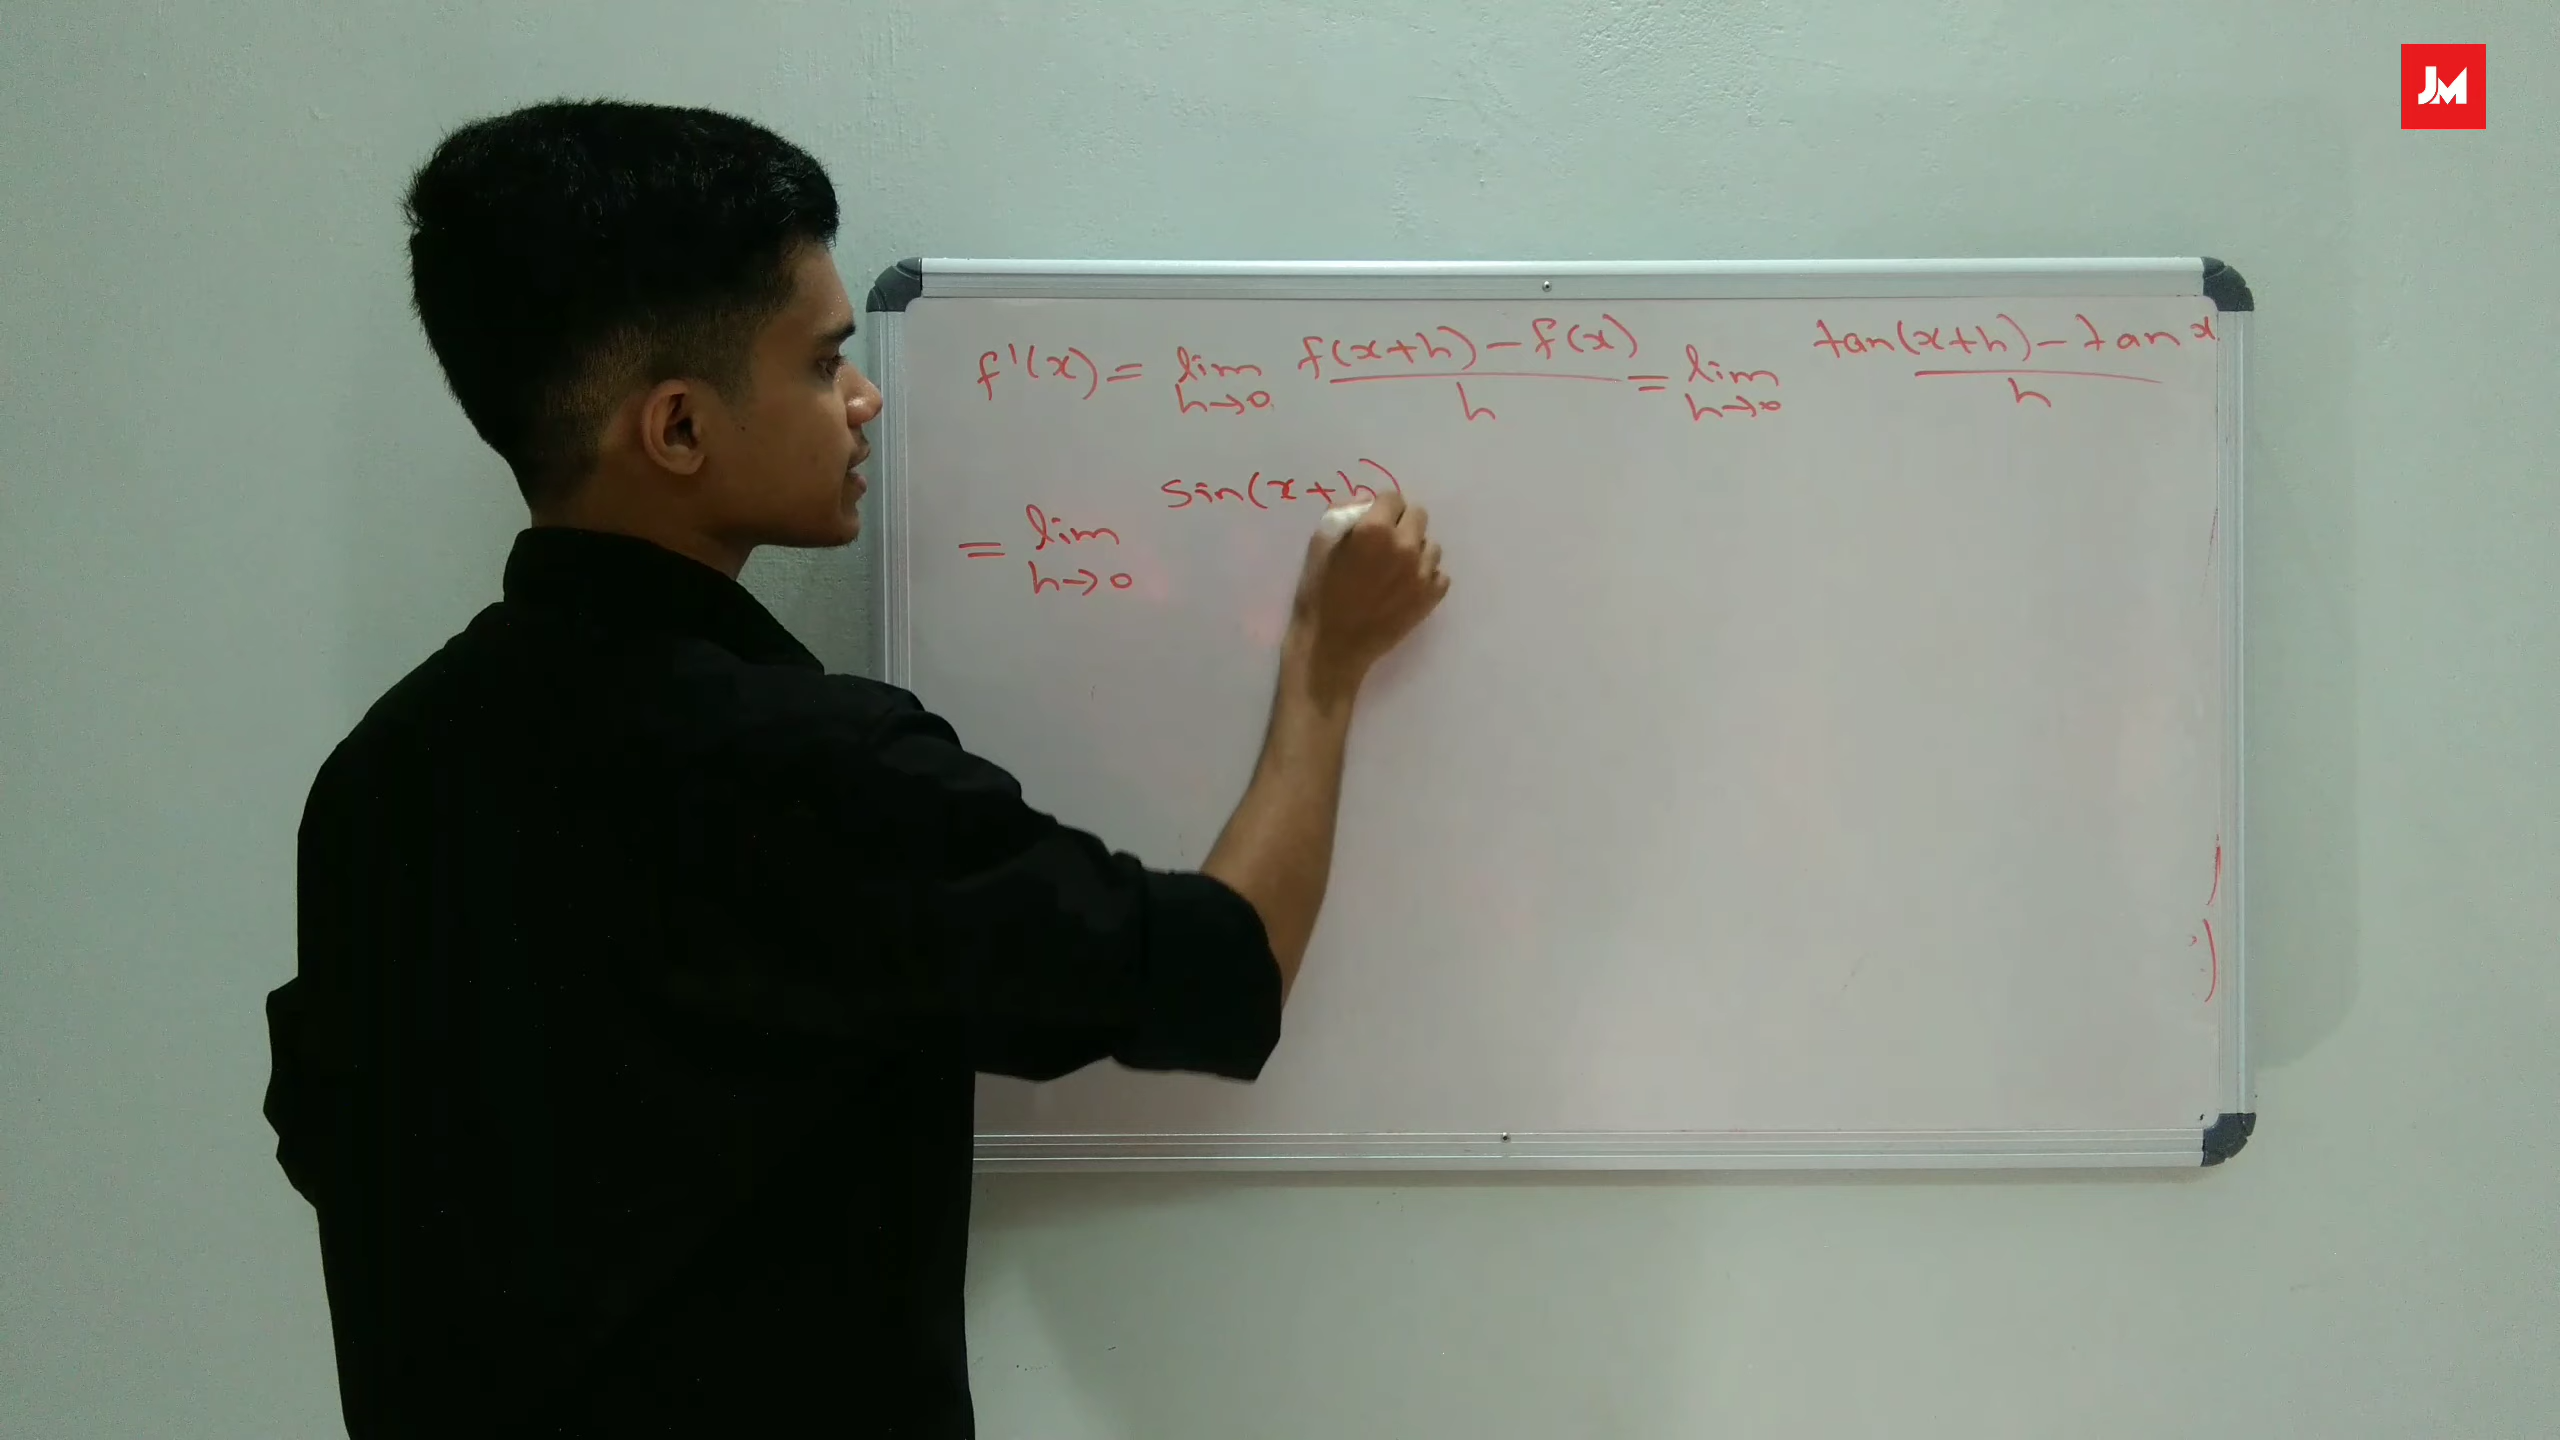 JM
f'(x) = lim h→0 f(x+h) - f(x) / h = lim h→0 tan(x+h) - tan x / h
= lim h→0 sin(x+h)